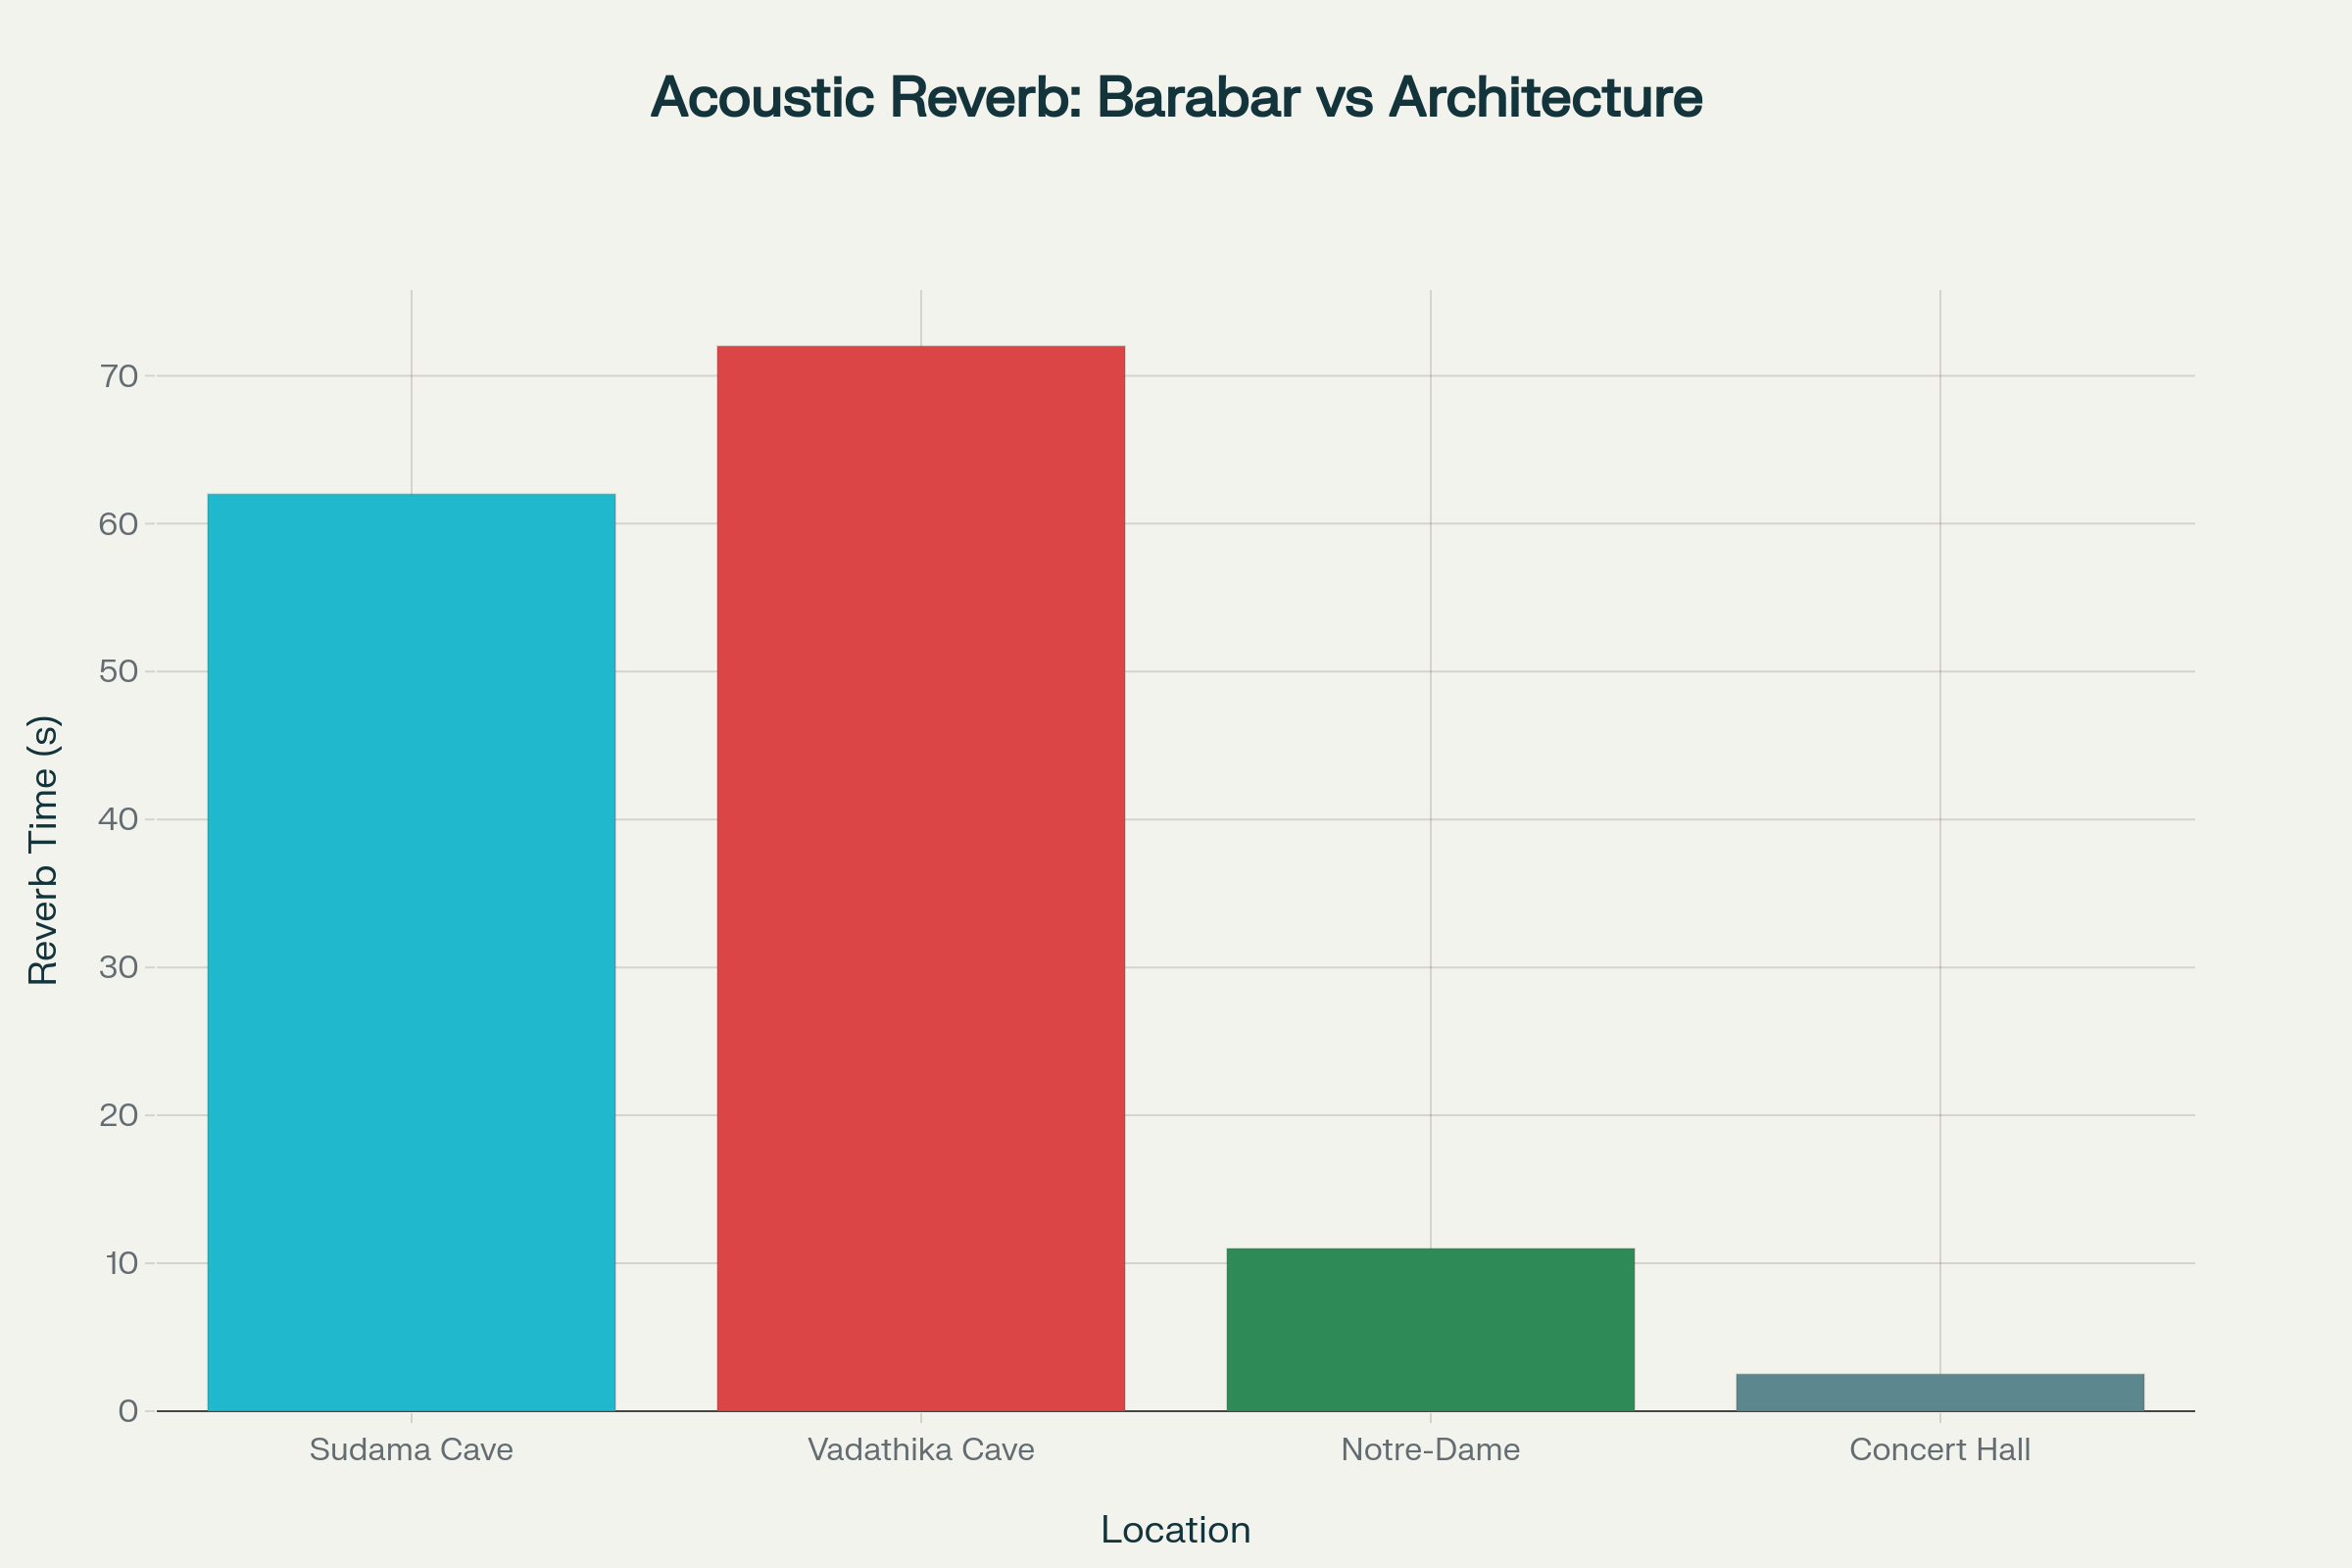 Acoustic Reverb: Barabar vs Architecture
Reverb Time (s)
70
60
50
40
30
20
10
0
Sudama Cave
Vadathika Cave
Notre-Dame
Concert Hall
Location